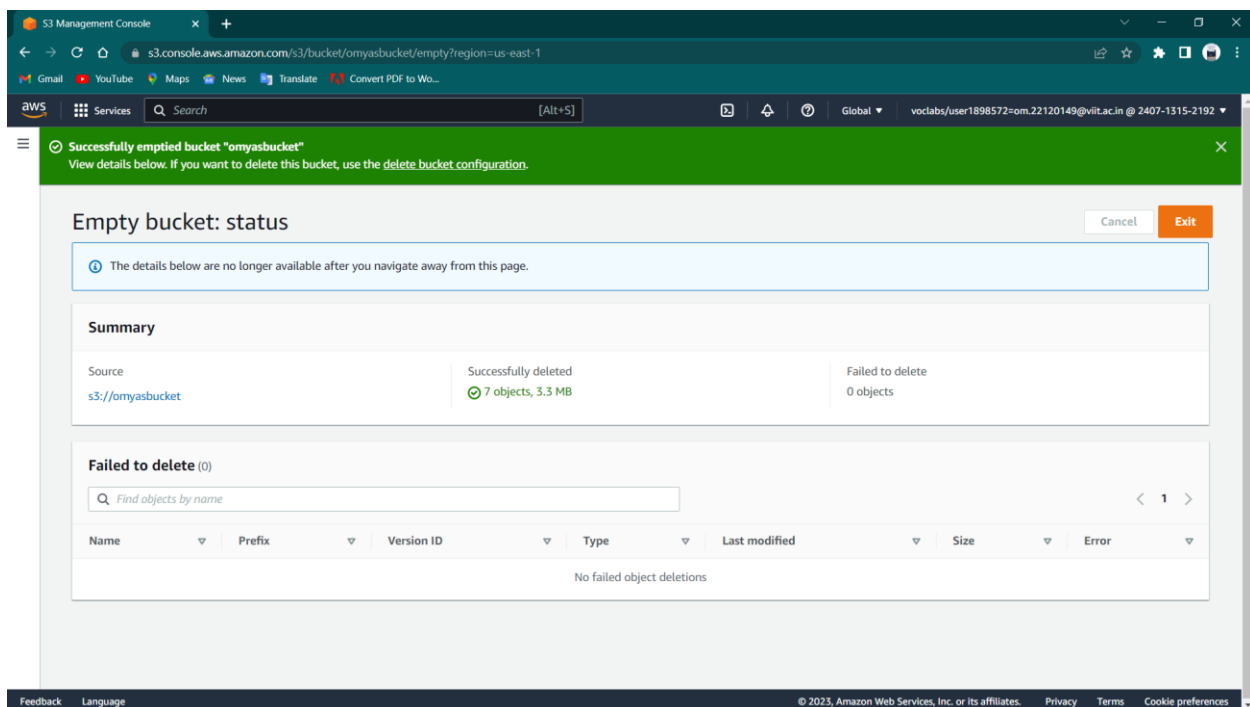 S3 Management Console
s3.console.aws.amazon.com/s3/bucket/omyasbucket/empty?region=us-east-1
Gmail YouTube Maps News Translate Convert PDF to Wo...
aws Services Search [Alt+S] Global voclabs/user1898572=om.22120149@viit.ac.in @ 2407-1315-2192
Successfully emptied bucket "omyasbucket"
View details below. If you want to delete this bucket, use the delete bucket configuration.
Empty bucket: status Cancel Exit
The details below are no longer available after you navigate away from this page.
Summary
Source Successfully deleted Failed to delete
s3://omyasbucket 7 objects, 3.3 MB 0 objects
Failed to delete (0)
Find objects by name 1
Name Prefix Version ID Type Last modified Size Error
No failed object deletions
Feedback Language © 2023, Amazon Web Services, Inc. or its affiliates. Privacy Terms Cookie preferences